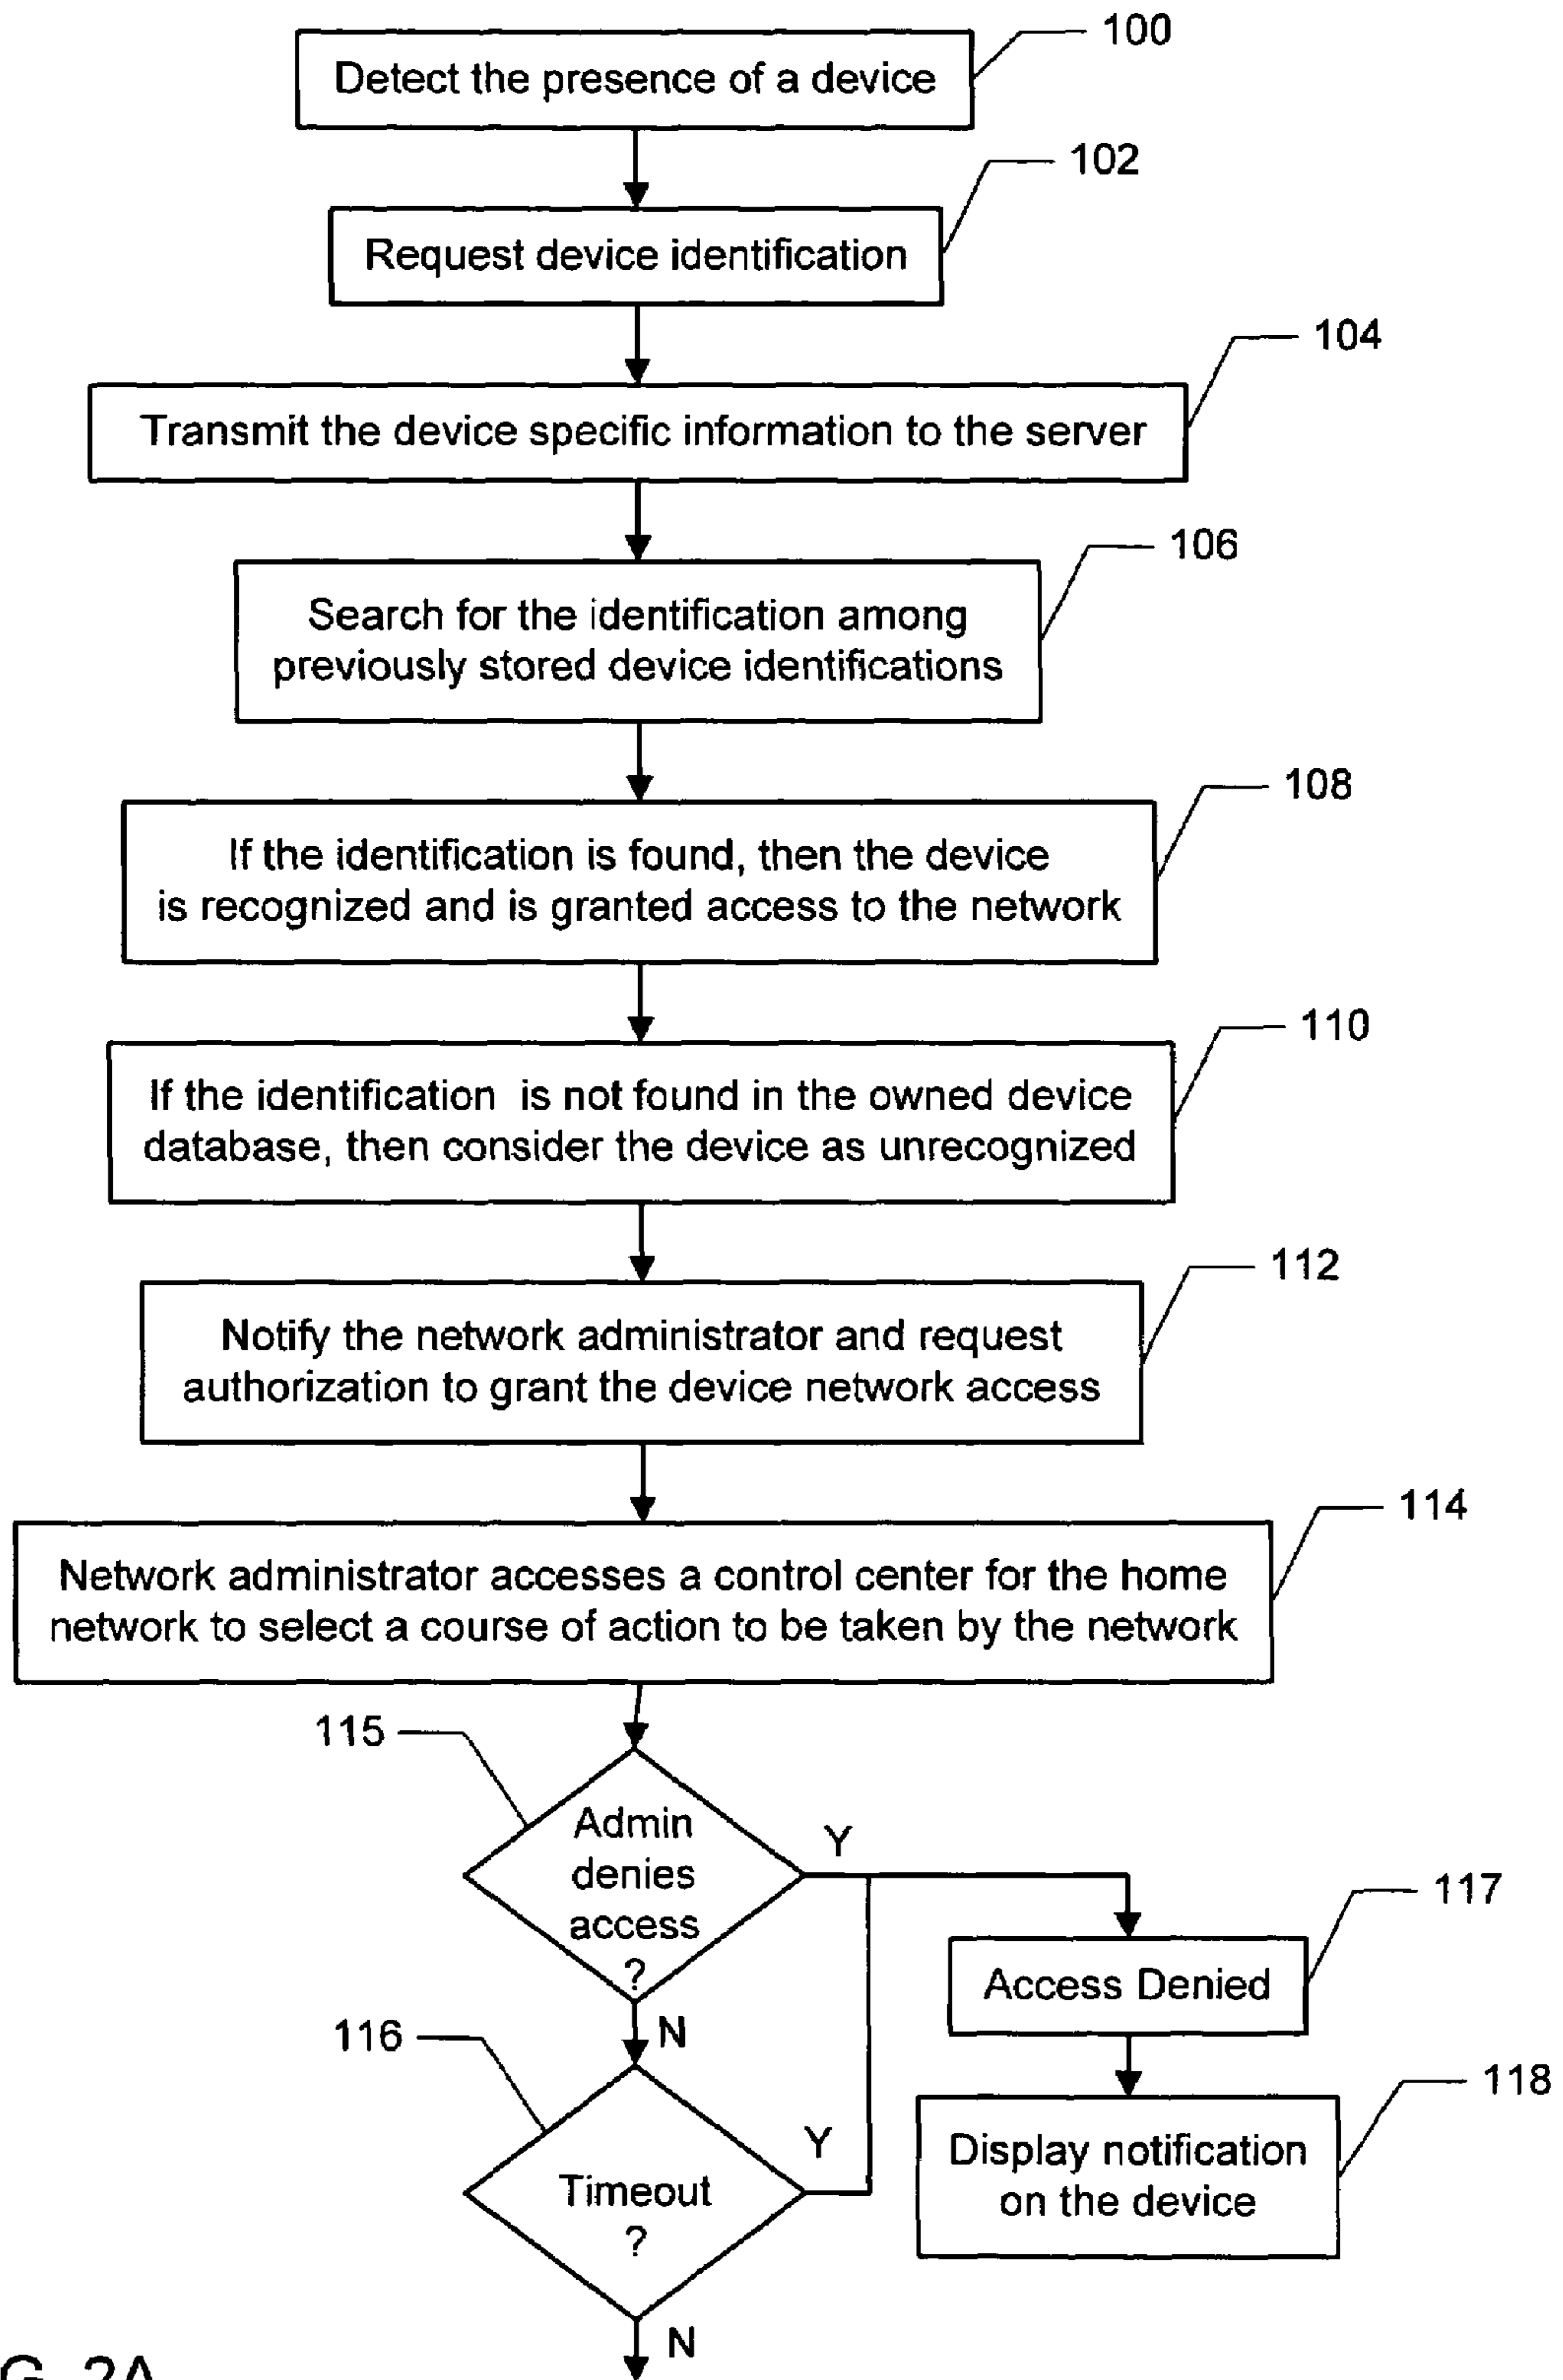 100
Detect the presence of a device
102
Request device identification
104
Transmit the device specific information to the server
106
Search for the identification among
previously stored device identifications
108
If the identification is found, then the device
is recognized and is granted access to the network
110
If the identification is not found in the owned device
database, then consider the device as unrecognized
112
Notify the network administrator and request
authorization to grant the device network access
114
Network administrator accesses a control center for the home
network to select a course of action to be taken by the network
115
Admin
denies
access
?
Y
117
Access Denied
N
116
Timeout
?
Y
118
Display notification
on the device
N
G. 2A